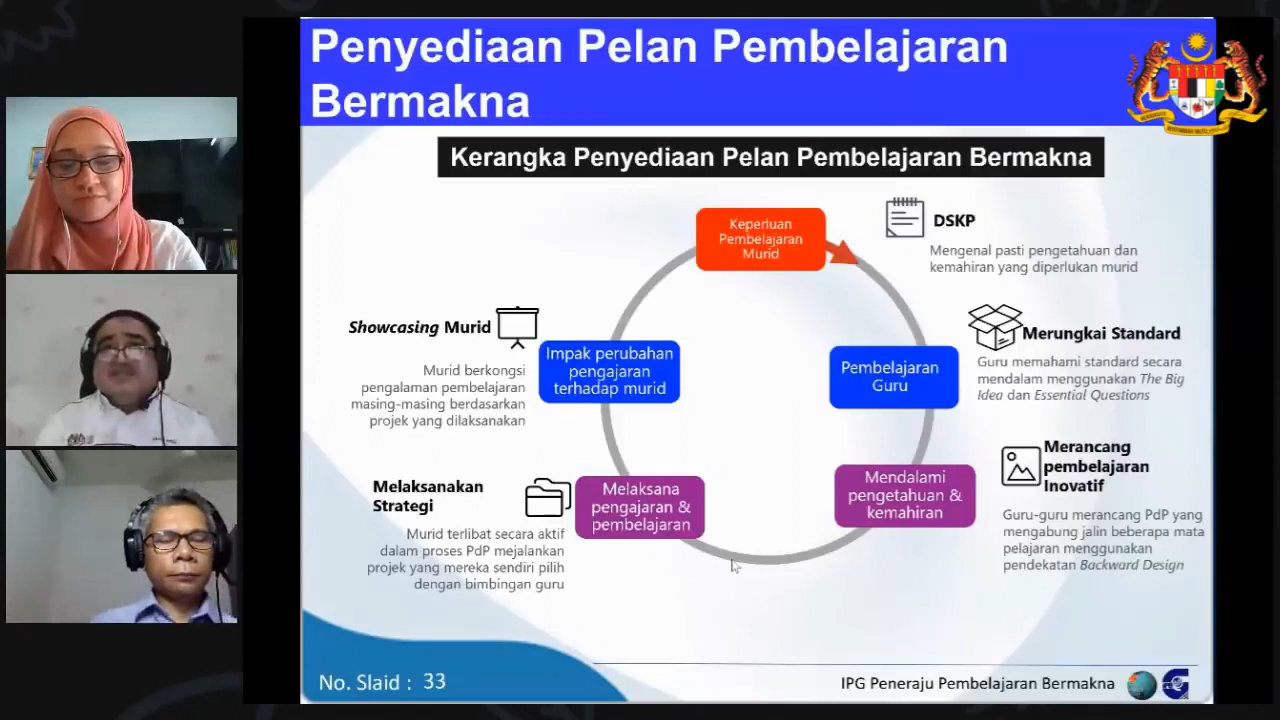 Penyediaan Pelan Pembelajaran
Bermakna
Kerangka Penyediaan Pelan Pembelajaran Bermakna
Keperluan
Pembelajaran
Murid
DSKP
Mengenal pasti pengetahuan dan
kemahiran yang diperlukan murid
Merungkai Standard
Guru memahami standard secara
mendalam menggunakan The Big
Idea dan Essential Questions
Pembelajaran
Guru
Merancang
pembelajaran
Inovatif
Guru-guru merancang PdP yang
mengabung jalin beberapa mata
pelajaran menggunakan
pendekatan Backward Design
Mendalami
pengetahuan &
kemahiran
Melaksana
pengajaran &
pembelajaran
Melaksanakan
Strategi
Murid terlibat secara aktif
dalam proses PdP mejalankan
projek yang mereka sendiri pilih
dengan bimbingan guru
Showcasing Murid
Murid berkongsi
pengalaman pembelajaran
masing-masing berdasarkan
projek yang dilaksanakan
Impak perubahan
pengajaran
terhadap murid
No. Slaid : 33
IPG Peneraju Pembelajaran Bermakna